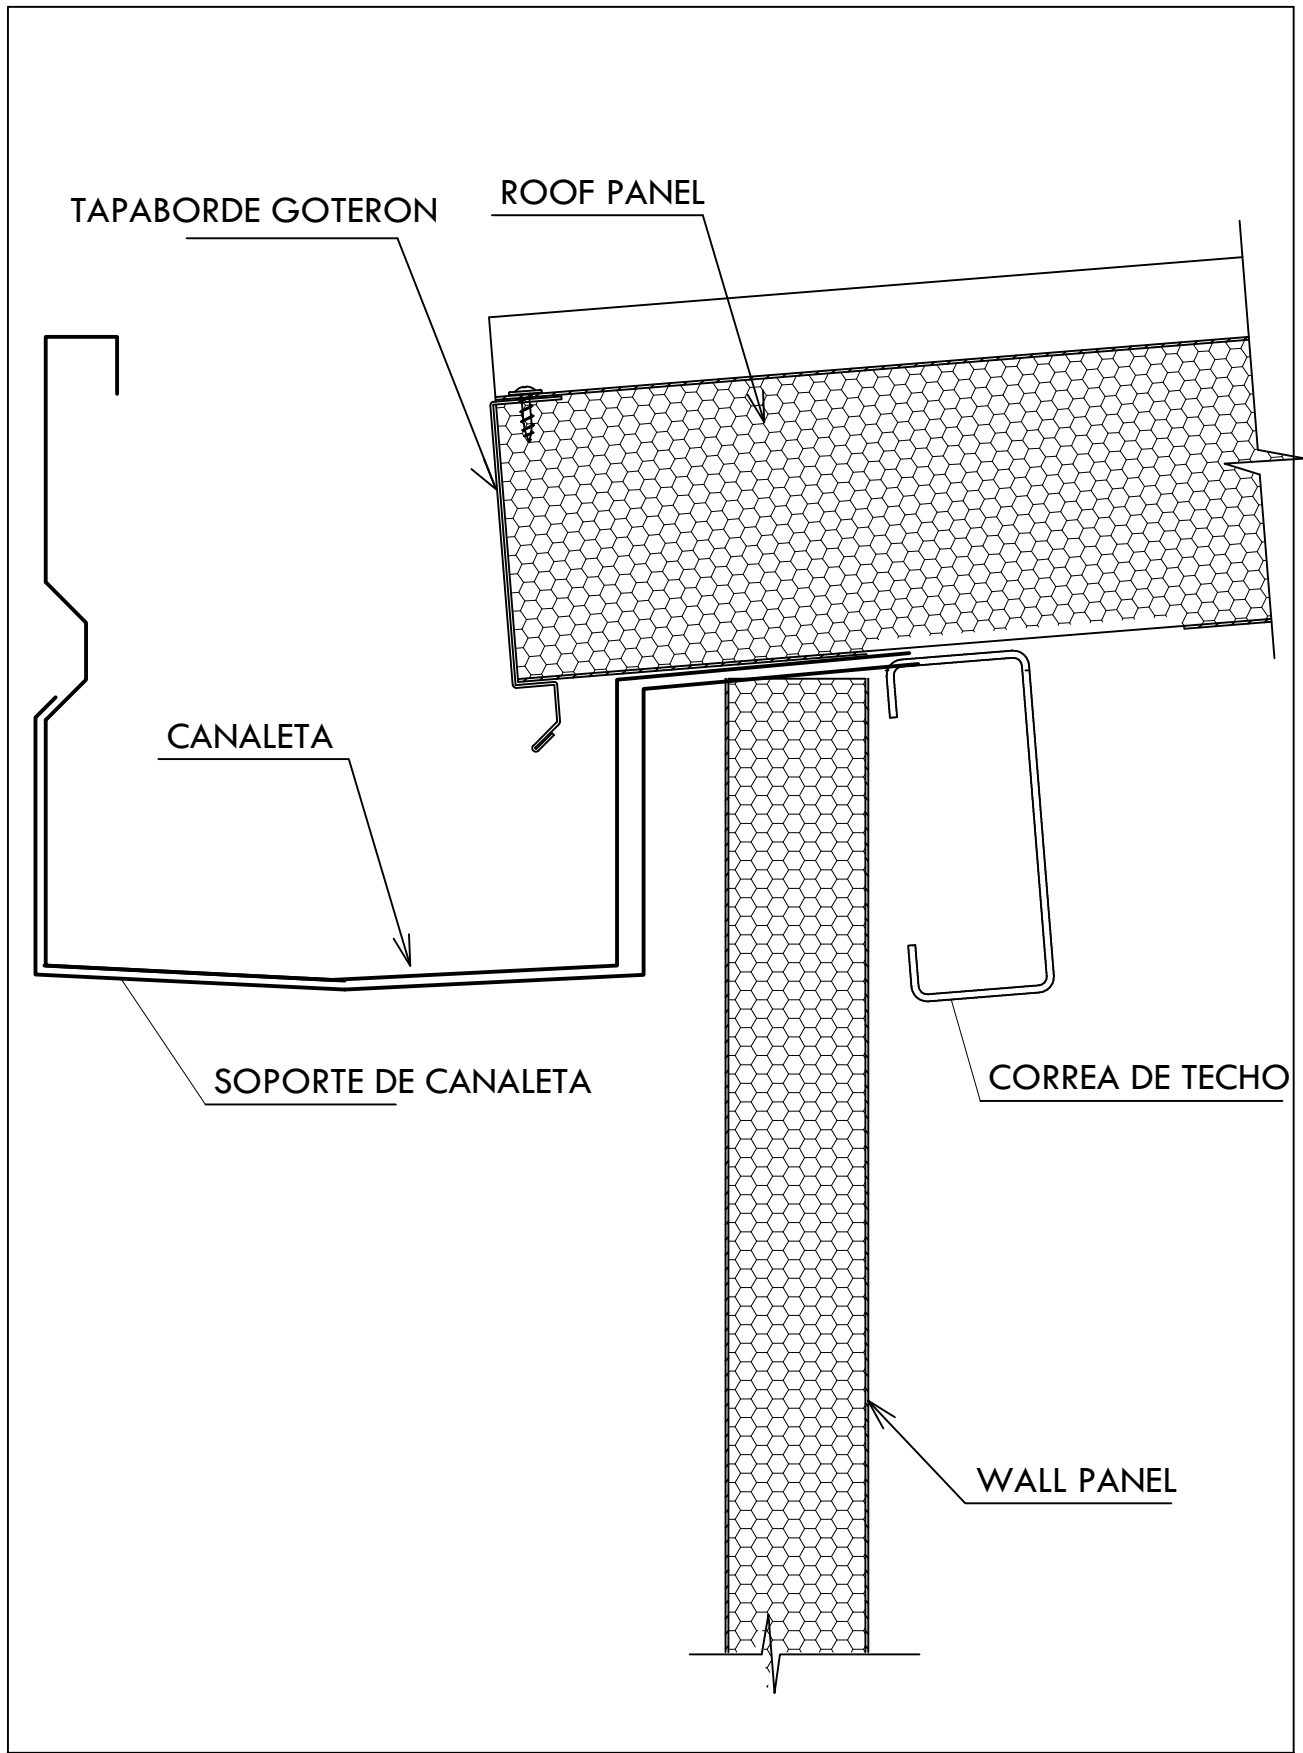 ROOF PANEL
TAPABORDE GOTERON
CANALETA
SOPORTE DE CANALETA
CORREA DE TECHO
WALL PANEL